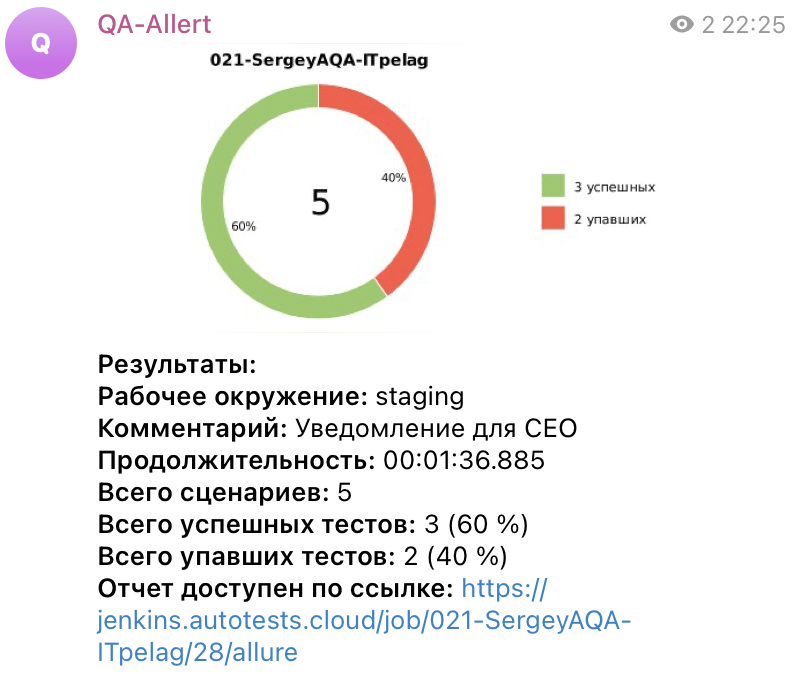 Q
QA-Allert
2 22:25
021-SergeyAQA-ITpelag
40%
5
60%
3 успешных
2 упавших
Результаты:
Рабочее окружение: staging
Комментарий: Уведомление для CEO
Продолжительность: 00:01:36.885
Всего сценариев: 5
Всего успешных тестов: 3 (60 %)
Всего упавших тестов: 2 (40 %)
Отчет доступен по ссылке: https://
jenkins.autotests.cloud/job/021-SergeyAQA-
ITpelag/28/allure